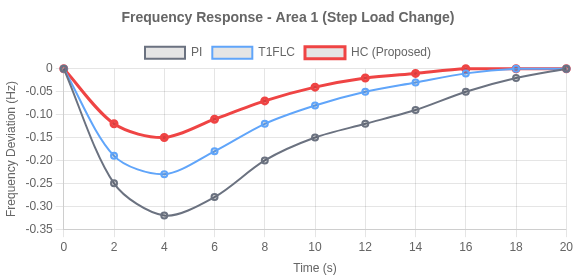 Frequency Response - Area 1 (Step Load Change)
PI T1FLC HC (Proposed)
Frequency Deviation (Hz)
0
-0.05
-0.10
-0.15
-0.20
-0.25
-0.30
-0.35
0 2 4 6 8 10 12 14 16 18 20
Time (s)